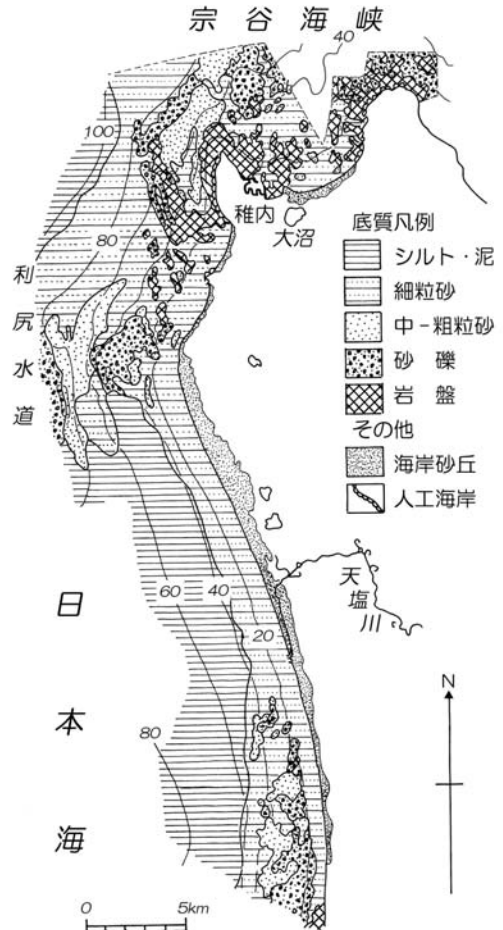 宗谷海峡
40
100
稚内
大沼
80
利尻水道
底質凡例
シルト・泥
細粒砂
中-粗粒砂
砂礫
岩盤
その他
海岸砂丘
人工海岸
天塩川
60
40
20
80
日本海
N
0 5km